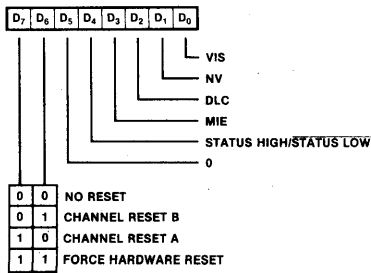 D7 D6 D5 D4 D3 D2 D1 D0
VIS
NV
DLC
MIE
STATUS HIGH/STATUS LOW
0
0 0 NO RESET
0 1 CHANNEL RESET B
1 0 CHANNEL RESET A
1 1 FORCE HARDWARE RESET